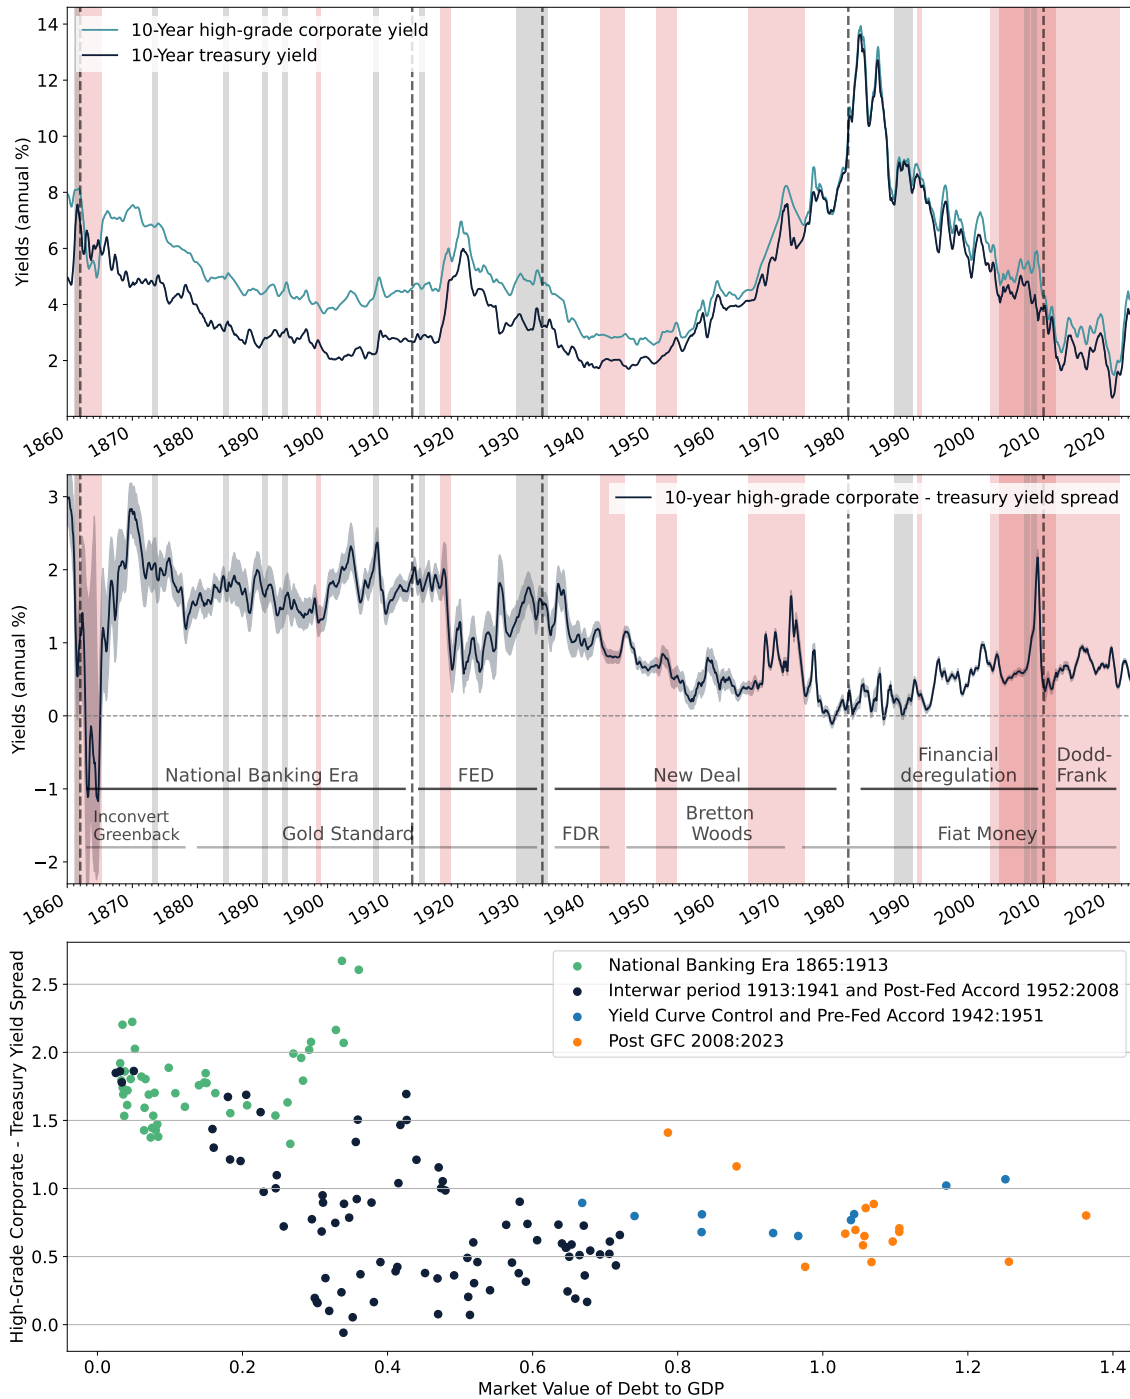 10-Year high-grade corporate yield
10-Year treasury yield
Yields (annual %)
14
12
10
8
6
4
2
1860 1870 1880 1890 1900 1910 1920 1930 1940 1950 1960 1970 1980 1990 2000 2010 2020
10-year high-grade corporate - treasury yield spread
Yields (annual %)
3
2
1
0
−1
−2
National Banking Era
FED
New Deal
Financial
deregulation
Dodd-
Frank
Inconvert
Greenback
Gold Standard
FDR
Bretton
Woods
Fiat Money
1860 1870 1880 1890 1900 1910 1920 1930 1940 1950 1960 1970 1980 1990 2000 2010 2020
High-Grade Corporate - Treasury Yield Spread
2.5
2.0
1.5
1.0
0.5
0.0
National Banking Era 1865:1913
Interwar period 1913:1941 and Post-Fed Accord 1952:2008
Yield Curve Control and Pre-Fed Accord 1942:1951
Post GFC 2008:2023
0.0 0.2 0.4 0.6 0.8 1.0 1.2 1.4
Market Value of Debt to GDP